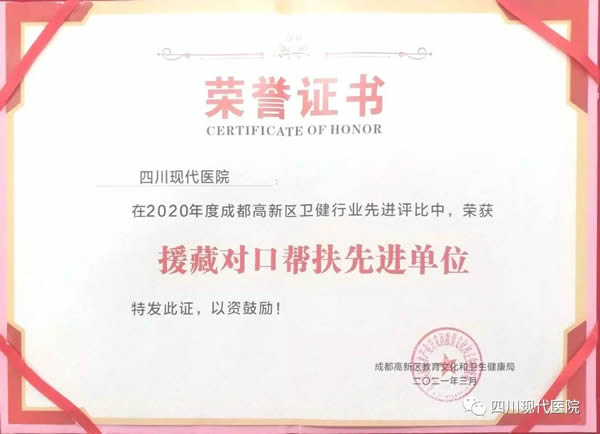 荣誉证书
CERTIFICATE OF HONOR
四川现代医院：
在2020年度成都高新区卫健行业先进评比中，荣获
援藏对口帮扶先进单位
特发此证，以资鼓励！
成都高新区教育文化和卫生健康局
二〇二一年三月
四川现代医院